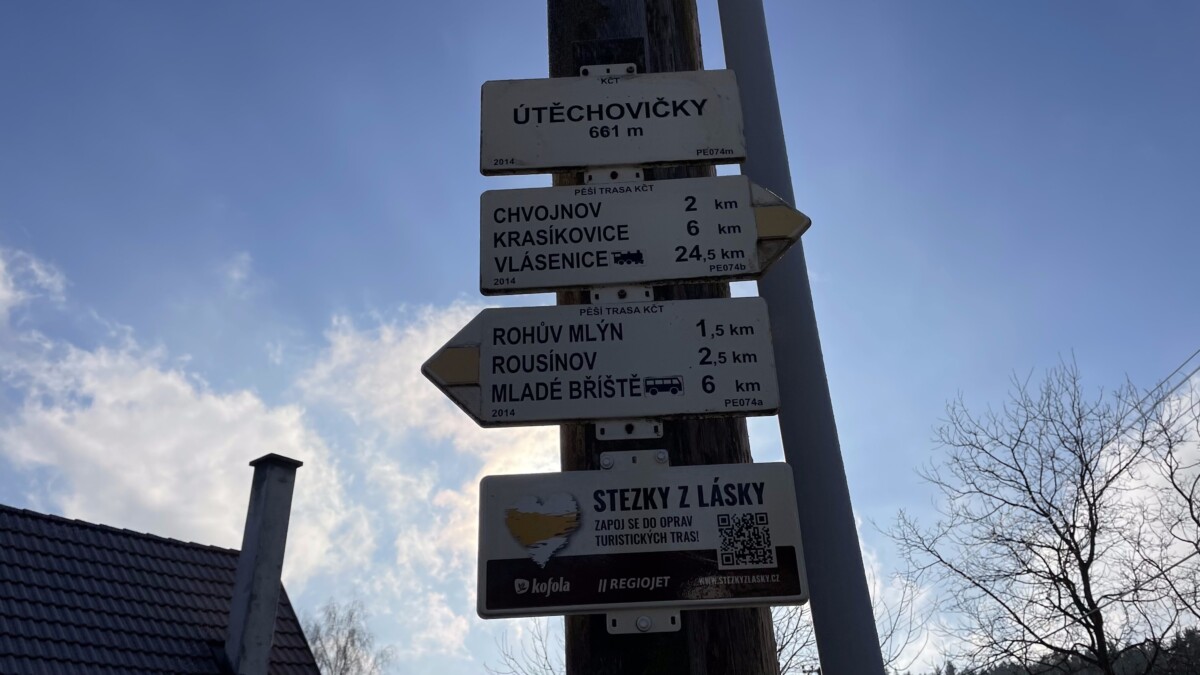 KČT
ÚTĚCHOVIČKY
661 m
2014 PE074m
PĚŠÍ TRASA KČT
CHVOJNOV 2 km
KRASÍKOVICE 6 km
VLÁSENICE 24,5 km
2014 PE074b
PĚŠÍ TRASA KČT
ROHŮV MLÝN 1,5 km
ROUSÍNOV 2,5 km
MLADÉ BŘÍŠTĚ 6 km
2014 PE074a
6
STEZKY Z LÁSKY
ZAPOJ SE DO OPRAV
TURISTICKÝCH TRAS!
kofola REGIOJET WWW.STEZKYZLASKY.CZ